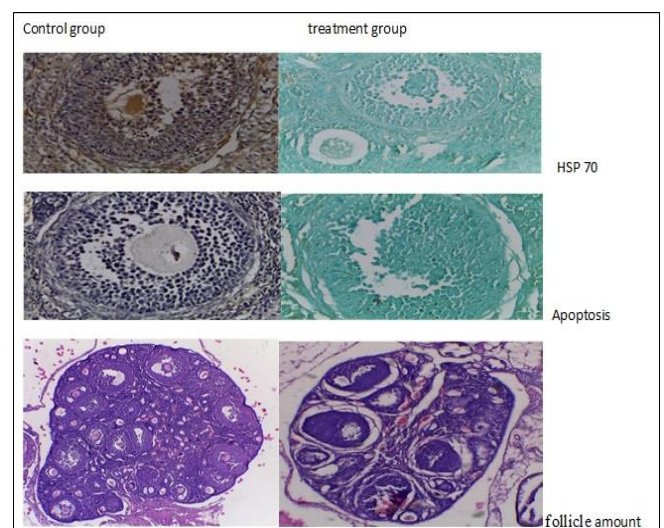 Control group
treatment group
HSP 70
Apoptosis
follicle amount